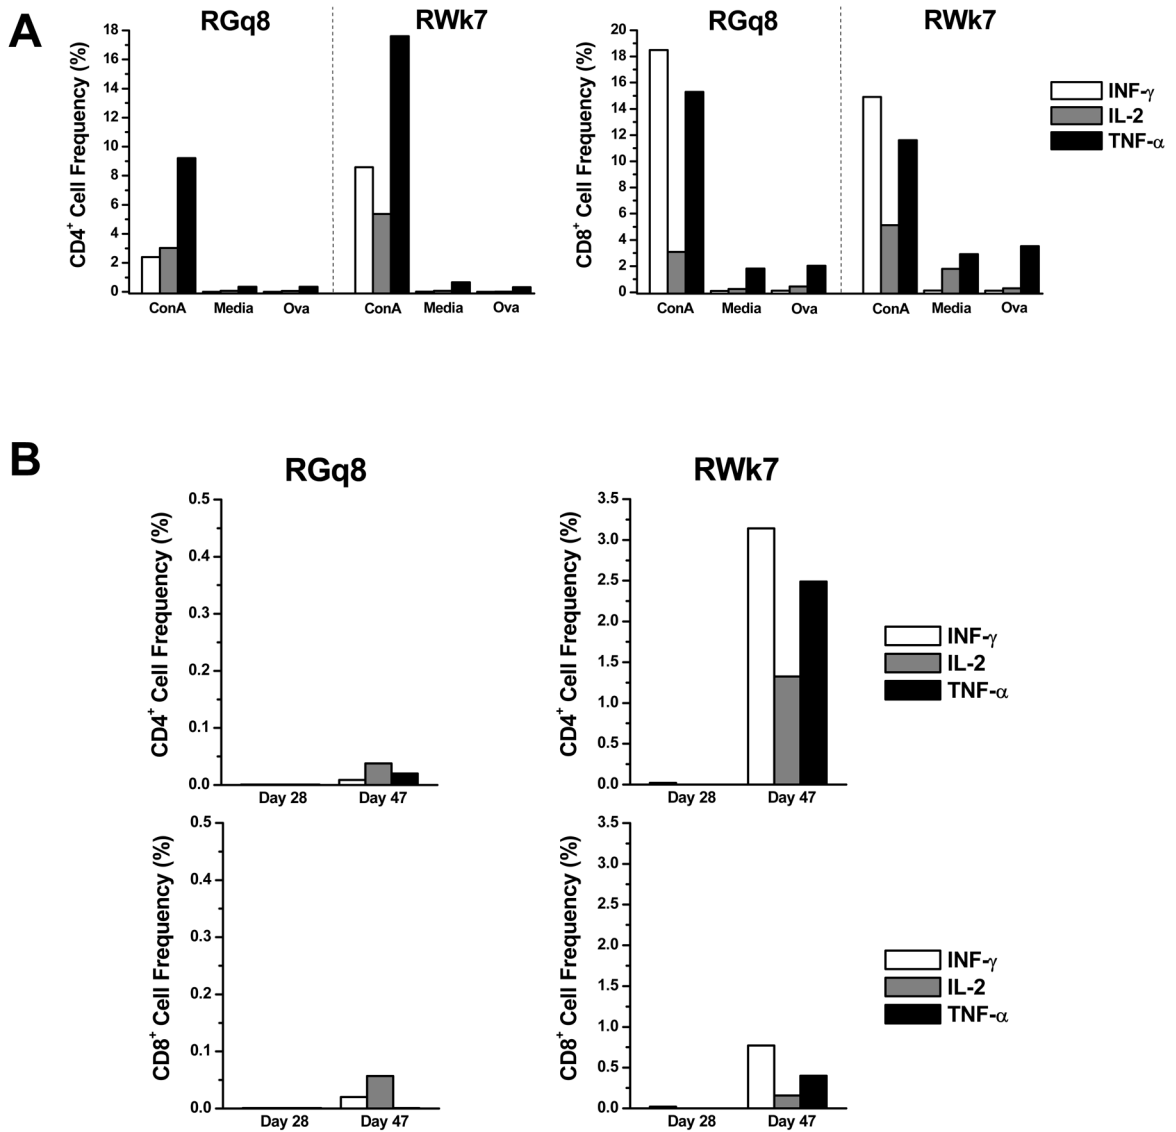 A
RGq8
RWk7
CD4+ Cell Frequency (%)
18
16
14
12
10
8
6
4
2
0
ConA
Media
Ova
ConA
Media
Ova
RGq8
RWk7
CD8+ Cell Frequency (%)
20
18
16
14
12
10
8
6
4
2
0
ConA
Media
Ova
ConA
Media
Ova
INF-γ
IL-2
TNF-α
B
RGq8
CD4+ Cell Frequency (%)
0.5
0.4
0.3
0.2
0.1
0.0
Day 28
Day 47
RWk7
CD4+ Cell Frequency (%)
3.5
3.0
2.5
2.0
1.5
1.0
0.5
0.0
Day 28
Day 47
INF-γ
IL-2
TNF-α
CD8+ Cell Frequency (%)
0.5
0.4
0.3
0.2
0.1
0.0
Day 28
Day 47
CD8+ Cell Frequency (%)
3.5
3.0
2.5
2.0
1.5
1.0
0.5
0.0
Day 28
Day 47
INF-γ
IL-2
TNF-α